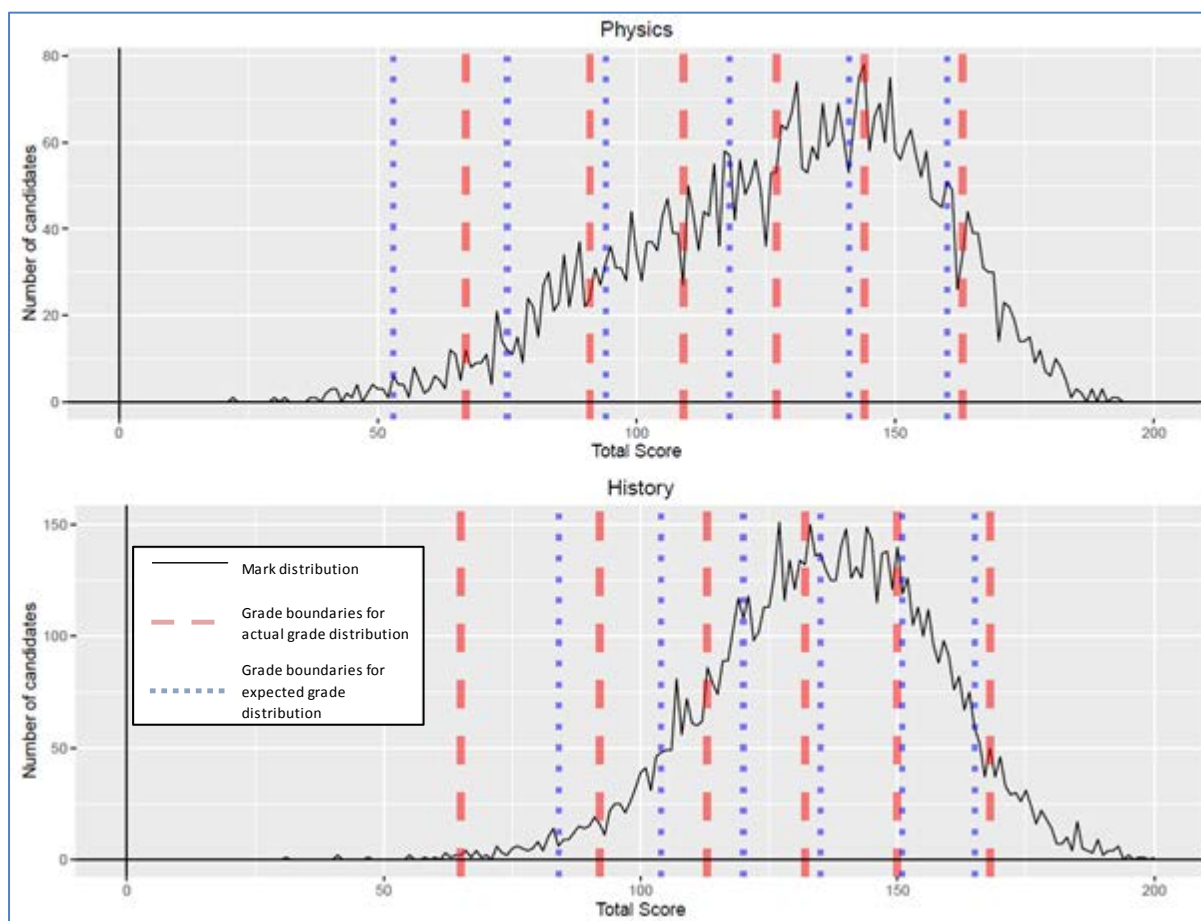 Physics
80
60
40
20
0
Number of candidates
0 50 100 150 200
Total Score
History
150
100
50
0
Number of candidates
Mark distribution
Grade boundaries for
actual grade distribution
Grade boundaries for
expected grade
distribution
0 50 100 150 200
Total Score